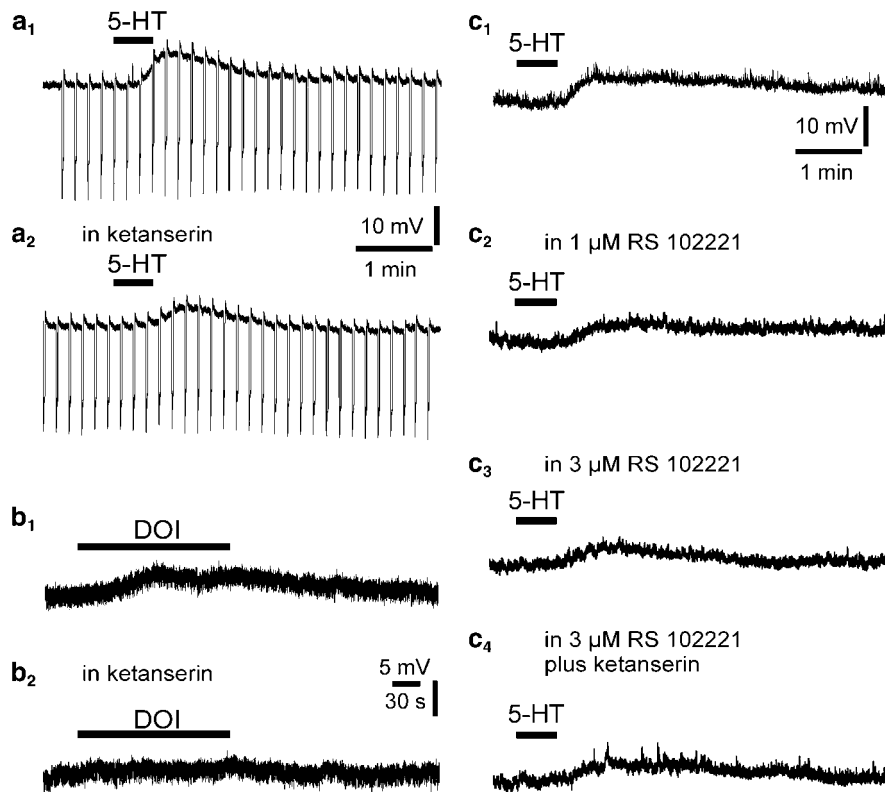 a1
5-HT
10 mV
1 min
a2
in ketanserin
5-HT
b1
DOI
b2
in ketanserin
5 mV
30 s
DOI
c1
5-HT
10 mV
1 min
c2
in 1 µM RS 102221
5-HT
c3
in 3 µM RS 102221
5-HT
c4
in 3 µM RS 102221
plus ketanserin
5-HT